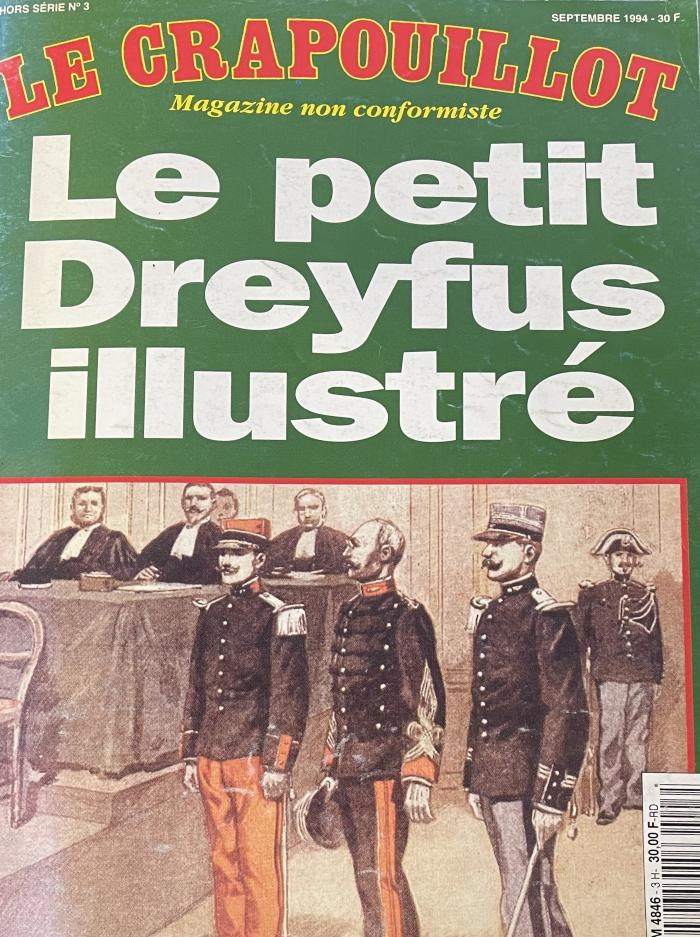 HORS SÉRIE Nº 3
SEPTEMBRE 1994 - 30 F.
LE CRAPOUILLOT
Magazine non conformiste
Le petit
Dreyfus
illustré
M 4846 - 3 H - 30,00 F-RD